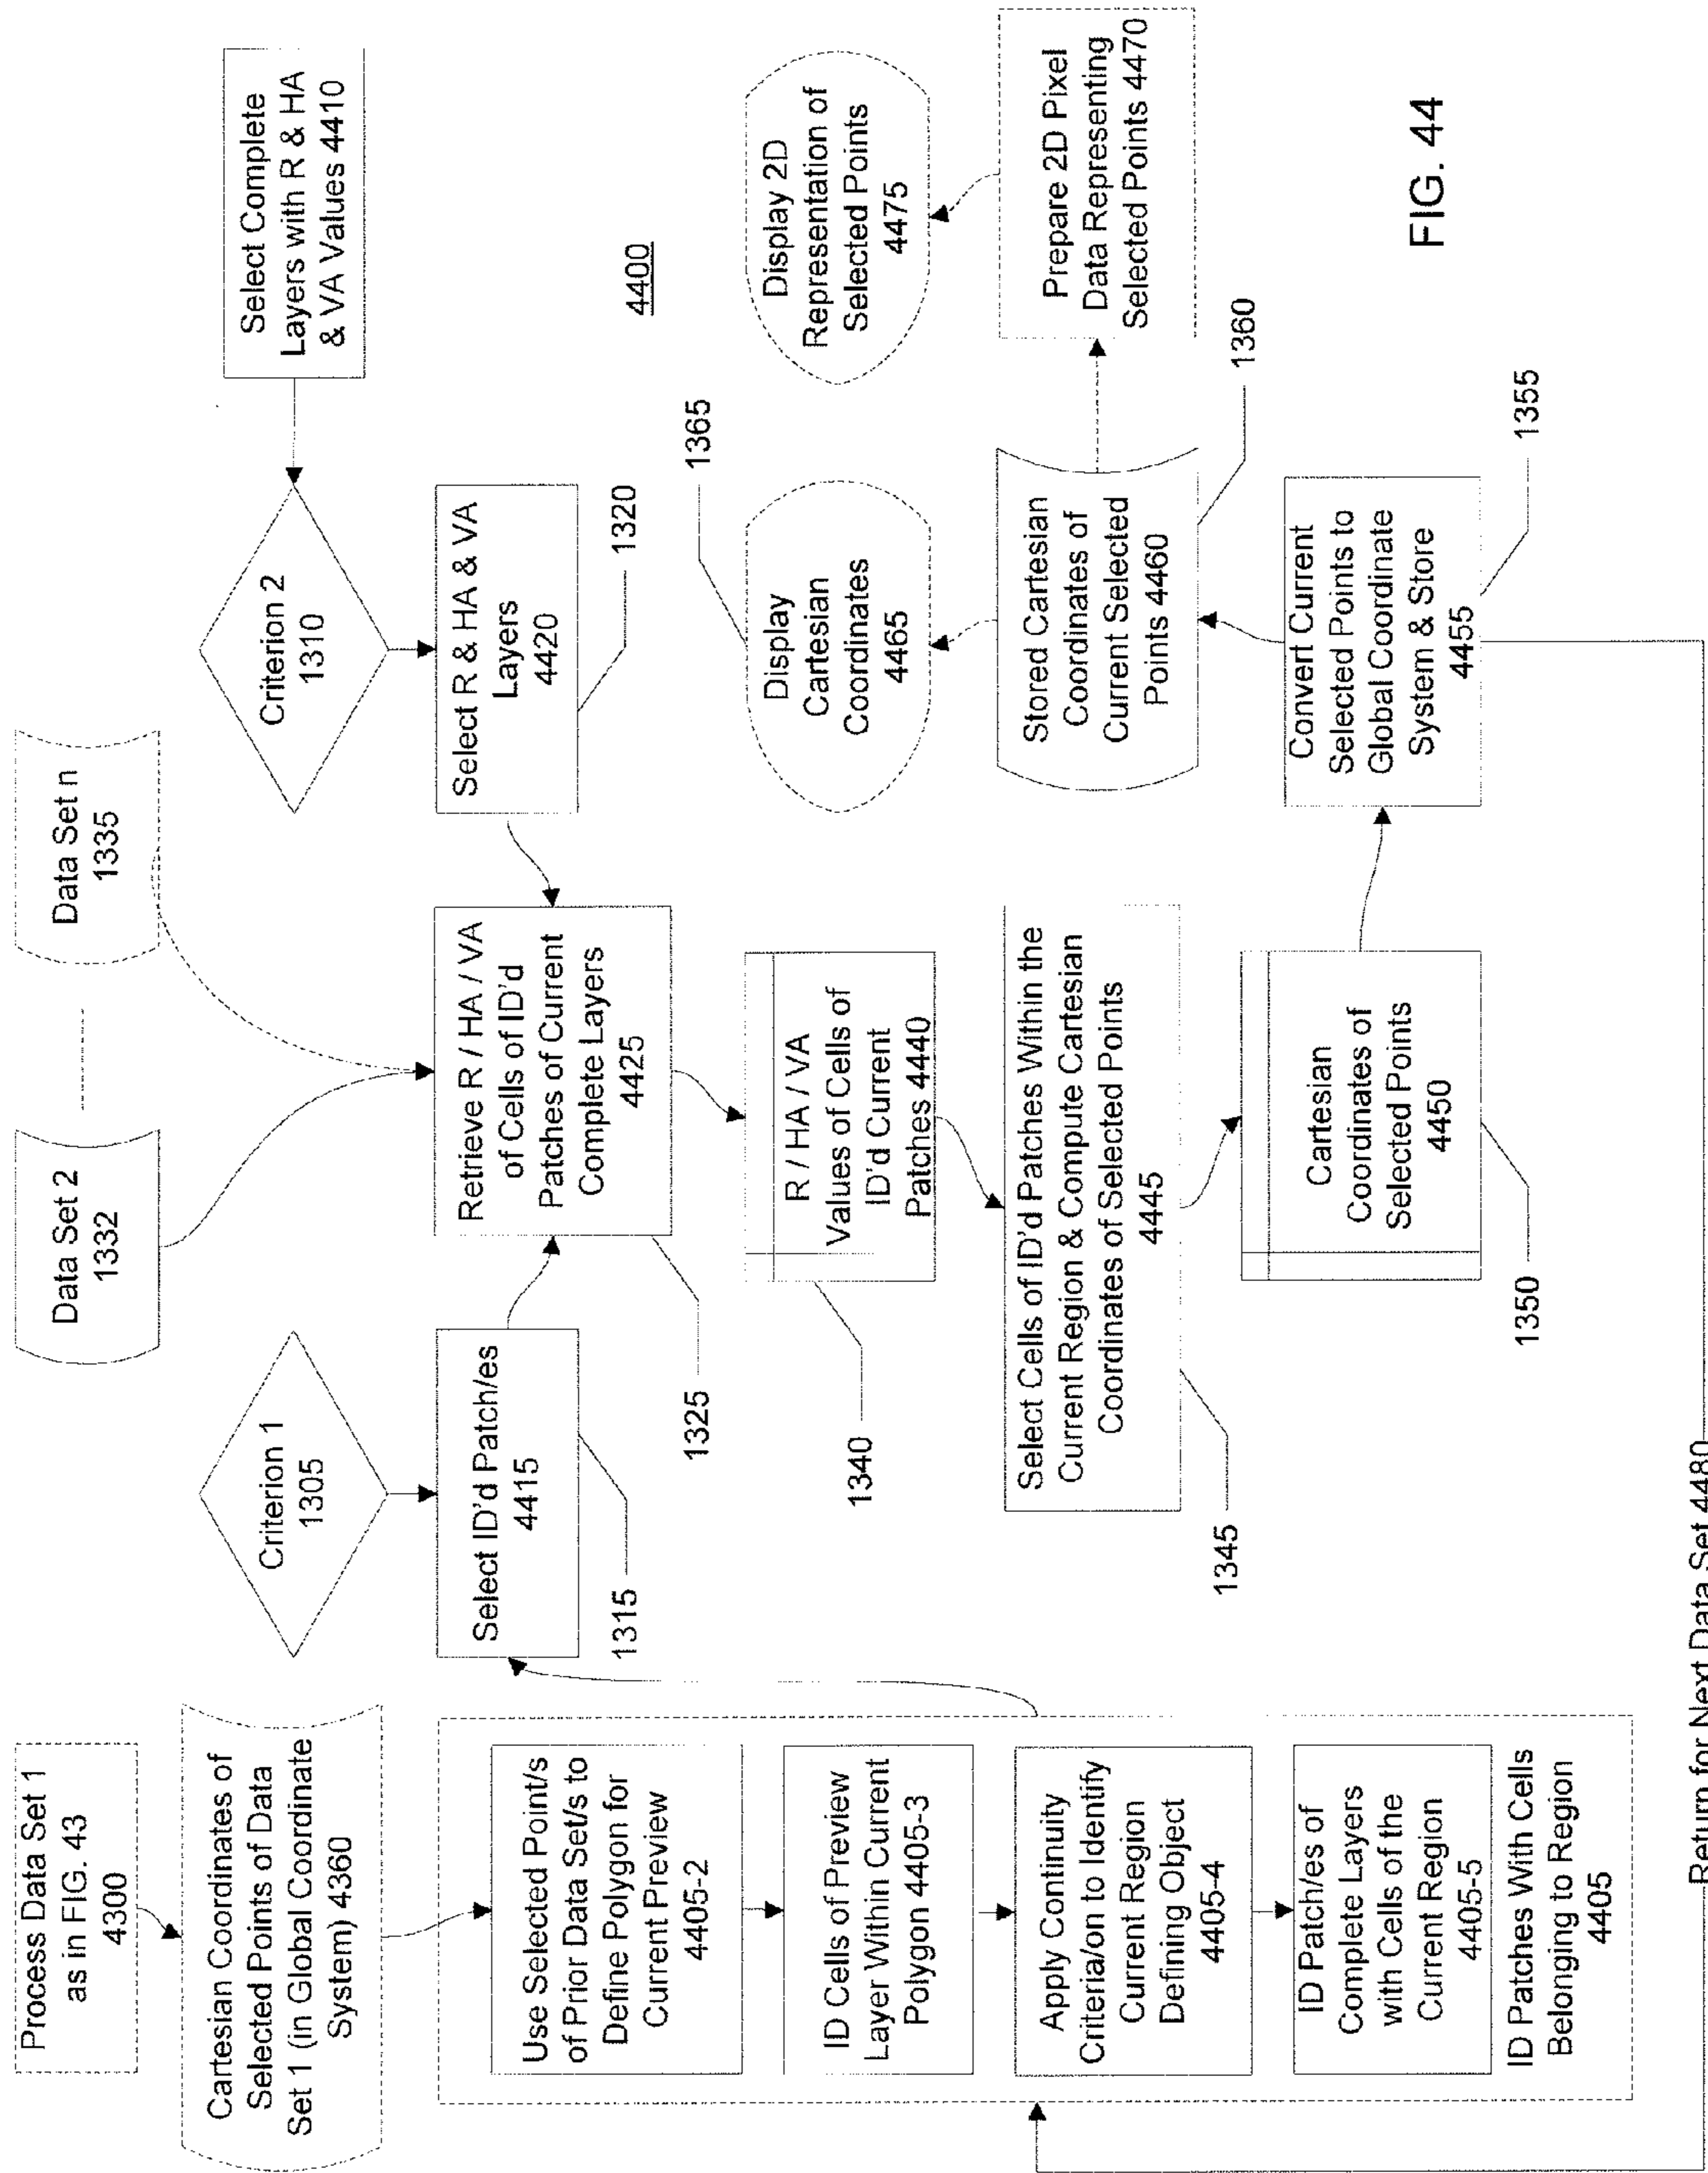 Process Data Set 1
as in FIG. 43
4300
Cartesian Coordinates of
Selected Points of Data
Set 1 (in Global Coordinate
System) 4360
Use Selected Point/s
of Prior Data Set/s to
Define Polygon for
Current Preview
4405-2
ID Cells of Preview
Layer Within Current
Polygon 4405-3
Apply Continuity
Criteria/on to Identify
Current Region
Defining Object
4405-4
ID Patch/es of
Complete Layers
with Cells of the
Current Region
4405-5
ID Patches With Cells
Belonging to Region
4405
Criterion 1
1305
Select ID'd Patch/es
4415
1315
Data Set 2
1332
Data Set n
1335
Retrieve R / HA / VA
of Cells of ID'd
Patches of Current
Complete Layers
4425
1325
R / HA / VA
Values of Cells of
ID'd Current
Patches 4440
1340
Select Cells of ID'd Patches Within the
Current Region & Compute Cartesian
Coordinates of Selected Points
4445
1345
Cartesian
Coordinates of
Selected Points
4450
1350
Select Complete
Layers with R & HA
& VA Values 4410
Criterion 2
1310
Select R & HA & VA
Layers
4420
1320
4400
1365
Display
Cartesian
Coordinates
4465
Display 2D
Representation of
Selected Points
4475
Stored Cartesian
Coordinates of
Current Selected
Points 4460
1360
Prepare 2D Pixel
Data Representing
Selected Points 4470
Convert Current
Selected Points to
Global Coordinate
System & Store
4455
1355
Return for Next Data Set 4480
FIG. 44